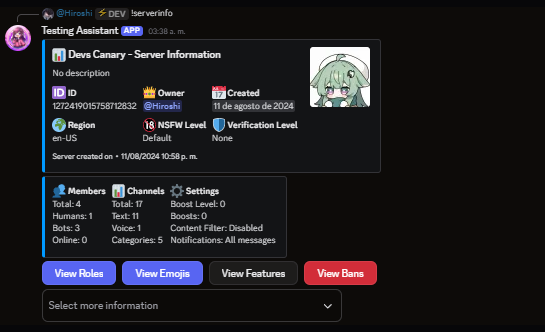 @Hiroshi ⚡DEV !serverinfo
Testing Assistant APP 03:38 a. m.
📊 Devs Canary - Server Information
No description
🆔 ID 👑 Owner 📅 Created
1272419015758712832 @Hiroshi 11 de agosto de 2024
🌍 Region 🔞 NSFW Level 🛡️ Verification Level
en-US Default None
Server created on • 11/08/2024 10:58 p. m.
👥 Members 📊 Channels ⚙️ Settings
Total: 4 Total: 17 Boost Level: 0
Humans: 1 Text: 11 Boosts: 0
Bots: 3 Voice: 1 Content Filter: Disabled
Online: 0 Categories: 5 Notifications: All messages
View Roles View Emojis View Features View Bans
Select more information